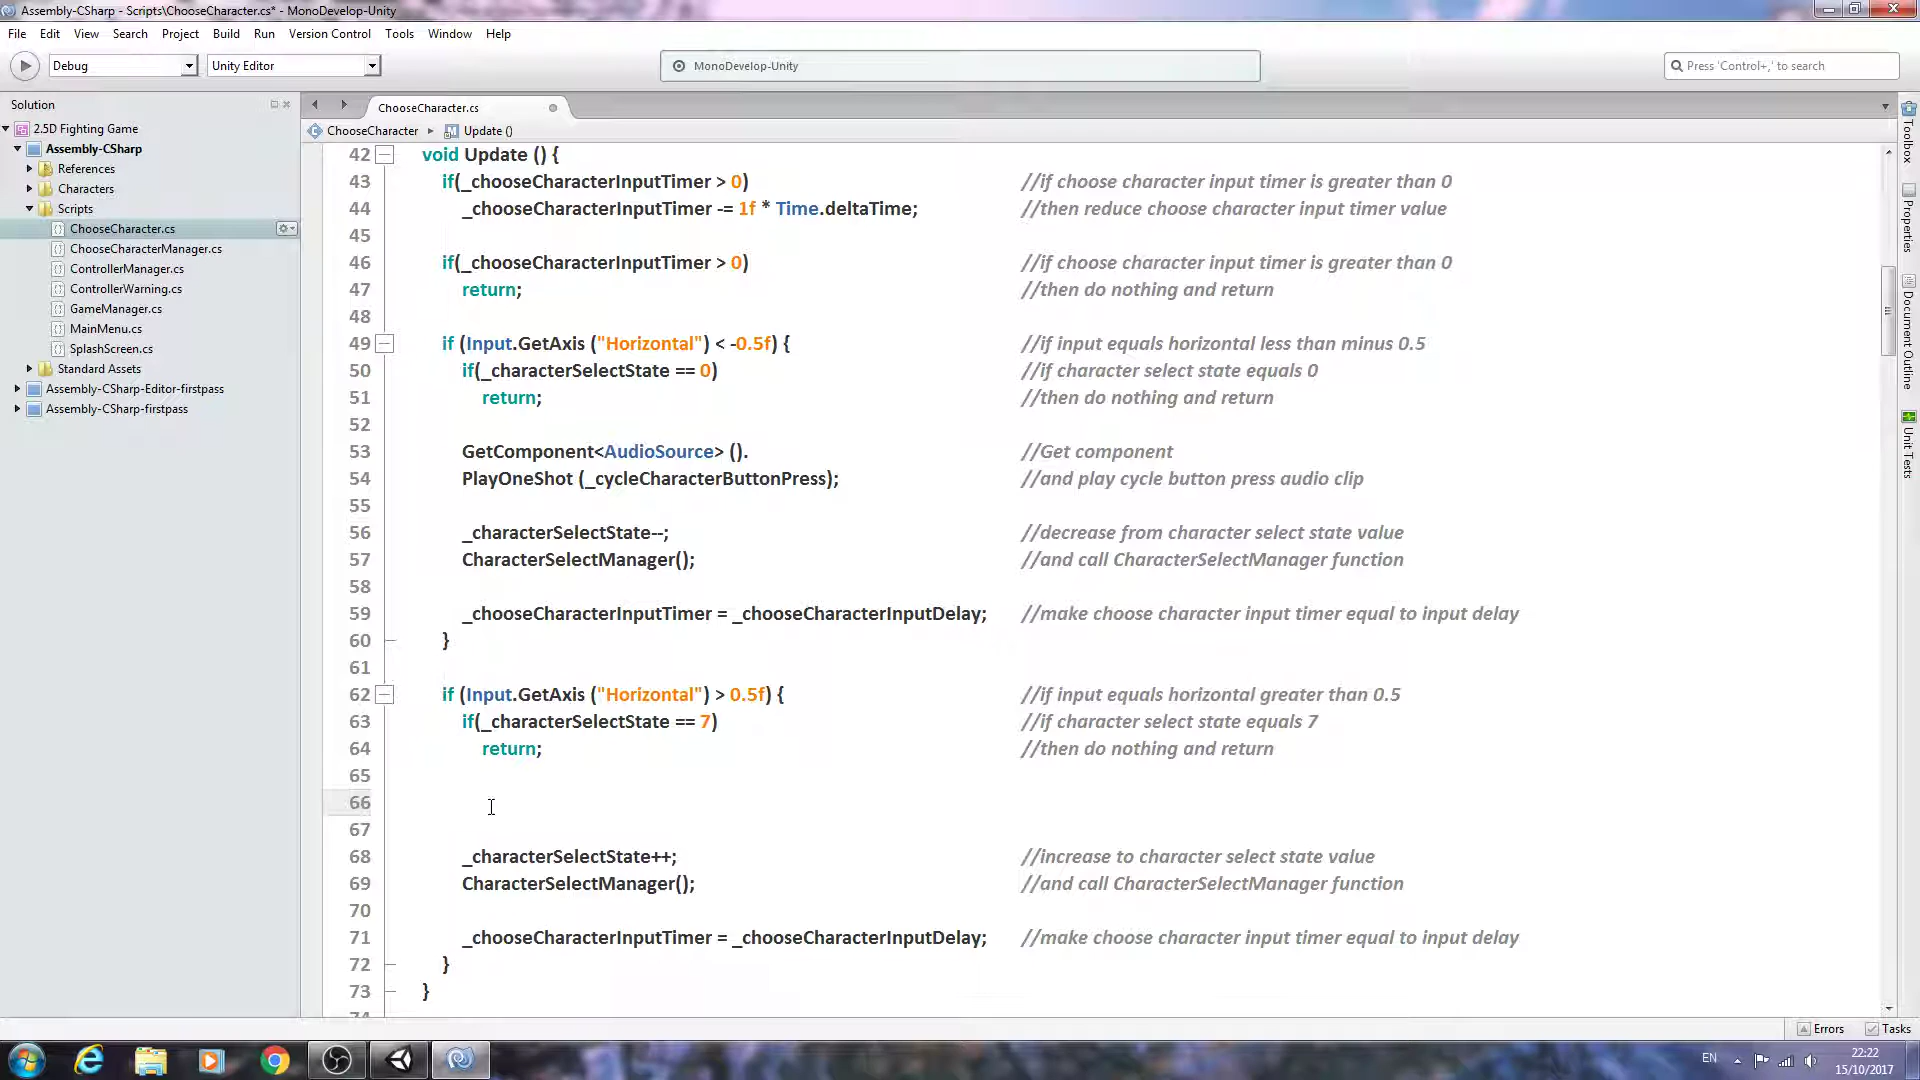 Assembly-CSharp - Scripts\ChooseCharacter.cs* - MonoDevelop-Unity
File Edit View Search Project Build Run Version Control Tools Window Help
Debug Unity Editor MonoDevelop-Unity Press 'Control+,' to search
Solution
2.5D Fighting Game
Assembly-CSharp
References
Characters
Scripts
ChooseCharacter.cs
ChooseCharacterManager.cs
ControllerManager.cs
ControllerWarning.cs
GameManager.cs
MainMenu.cs
SplashScreen.cs
Standard Assets
Assembly-CSharp-Editor-firstpass
Assembly-CSharp-firstpass
ChooseCharacter.cs
ChooseCharacter Update ()
42 void Update () {
43 if(_chooseCharacterInputTimer > 0) //if choose character input timer is greater than 0
44 _chooseCharacterInputTimer -= 1f * Time.deltaTime; //then reduce choose character input timer value
45
46 if(_chooseCharacterInputTimer > 0) //if choose character input timer is greater than 0
47 return; //then do nothing and return
48
49 if (Input.GetAxis ("Horizontal") < -0.5f) { //if input equals horizontal less than minus 0.5
50 if(_characterSelectState == 0) //if character select state equals 0
51 return; //then do nothing and return
52
53 GetComponent<AudioSource> (). //Get component
54 PlayOneShot (_cycleCharacterButtonPress); //and play cycle button press audio clip
55
56 _characterSelectState--; //decrease from character select state value
57 CharacterSelectManager(); //and call CharacterSelectManager function
58
59 _chooseCharacterInputTimer = _chooseCharacterInputDelay; //make choose character input timer equal to input delay
60 }
61
62 if (Input.GetAxis ("Horizontal") > 0.5f) { //if input equals horizontal greater than 0.5
63 if(_characterSelectState == 7) //if character select state equals 7
64 return; //then do nothing and return
65
66
67
68 _characterSelectState++; //increase to character select state value
69 CharacterSelectManager(); //and call CharacterSelectManager function
70
71 _chooseCharacterInputTimer = _chooseCharacterInputDelay; //make choose character input timer equal to input delay
72 }
73 }
Toolbox
Properties
Document Outline
Unit Tests
Errors Tasks
EN
22:22
15/10/2017